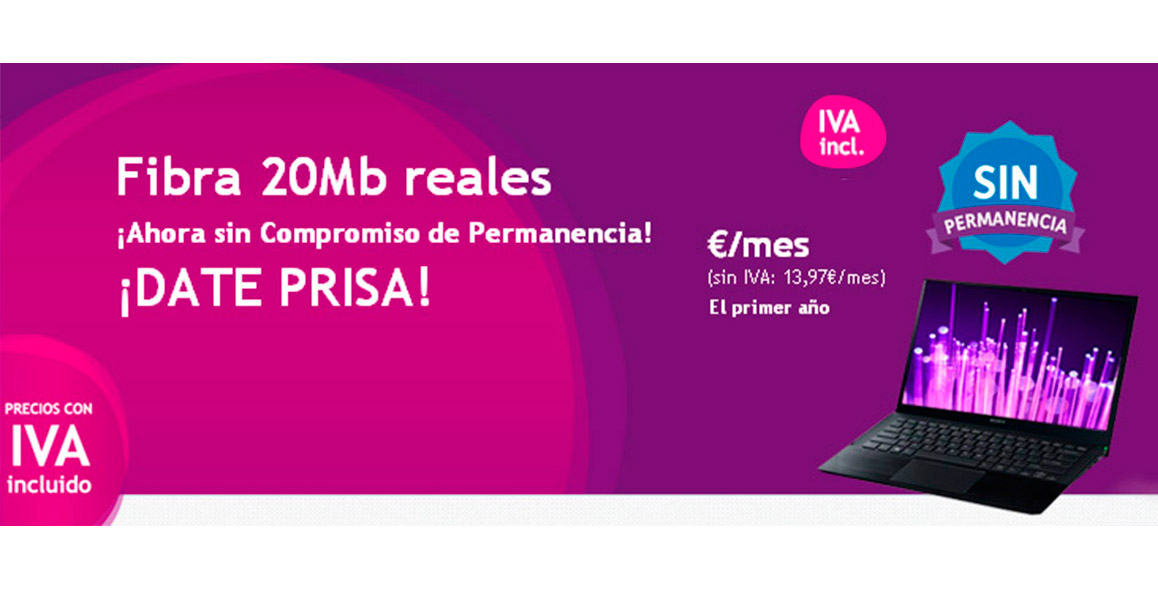 Fibra 20Mb reales
¡Ahora sin Compromiso de Permanencia!
¡DATE PRISA!
IVA
incl.
€/mes
(sin IVA: 13,97€/mes)
El primer año
SIN
PERMANENCIA
PRECIOS CON
IVA
incluido